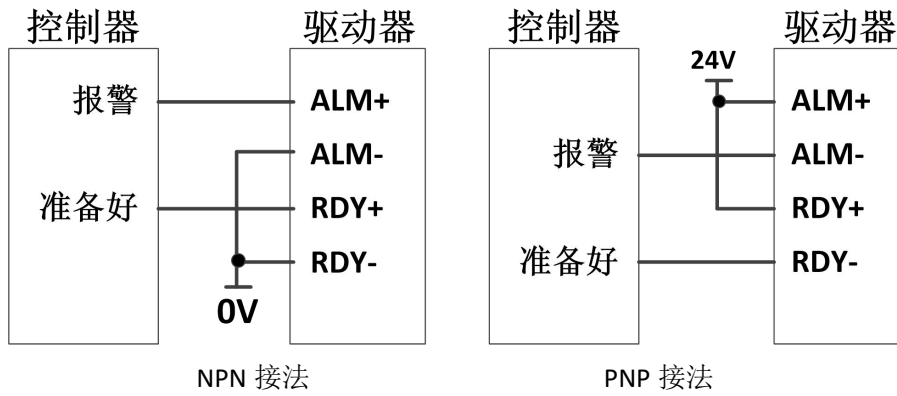 控制器 驱动器
报警 ALM+
ALM-
准备好 RDY+
RDY-
0V
NPN 接法
控制器 驱动器
24V
ALM+
报警 ALM-
RDY+
准备好 RDY-
PNP 接法